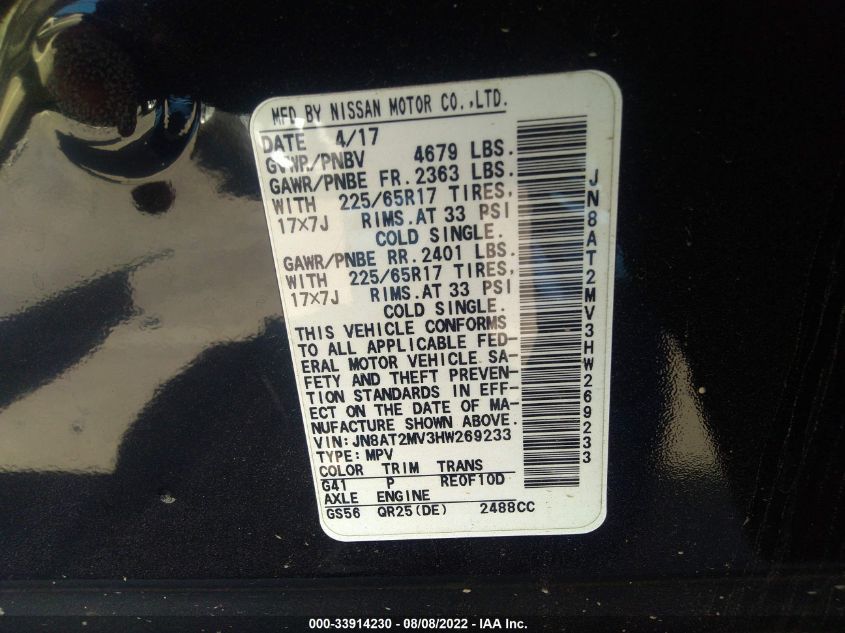 MFD BY NISSAN MOTOR CO.,LTD.
DATE 4/17
GVWR/PNBV 4679 LBS.
GAWR/PNBE FR.2363 LBS.
WITH 225/65R17 TIRES,
17X7J RIMS.AT 33 PSI
COLD SINGLE.
GAWR/PNBE RR.2401 LBS.
WITH 225/65R17 TIRES,
17X7J RIMS.AT 33 PSI
COLD SINGLE.
THIS VEHICLE CONFORMS
TO ALL APPLICABLE FED-
ERAL MOTOR VEHICLE SA-
FETY AND THEFT PREVEN-
TION STANDARDS IN EFF-
ECT ON THE DATE OF MA-
NUFACTURE SHOWN ABOVE.
VIN:JN8AT2MV3HW269233
TYPE:MPV
COLOR TRIM TRANS
G41 P RE0F10D
AXLE ENGINE
GS56 QR25(DE) 2488CC
JN8AT2MV3HW269233
000-33914230 - 08/08/2022 - IAA Inc.